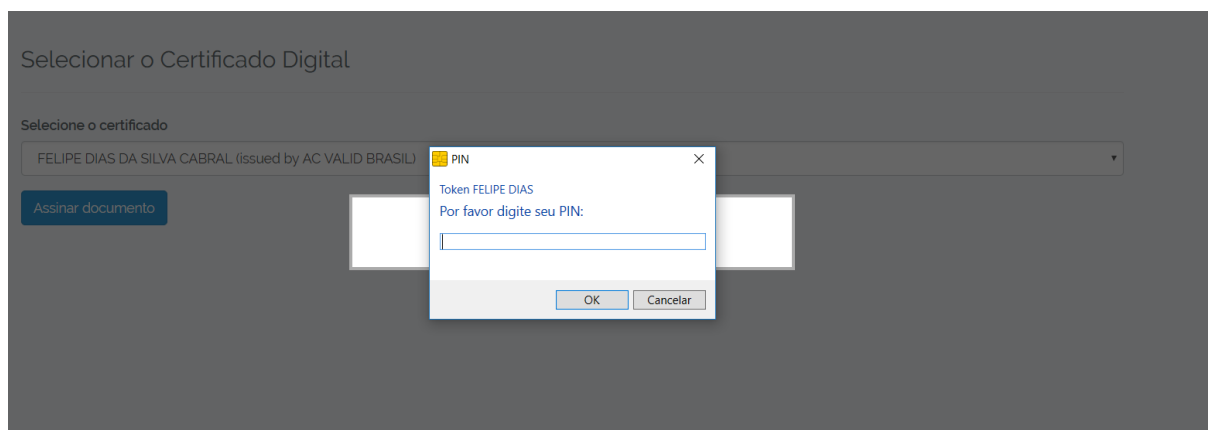 Selecionar o Certificado Digital
Selecione o certificado
FELIPE DIAS DA SILVA CABRAL (issued by AC VALID BRASIL)
Assinar documento
PIN
Token FELIPE DIAS
Por favor digite seu PIN:
OK Cancelar